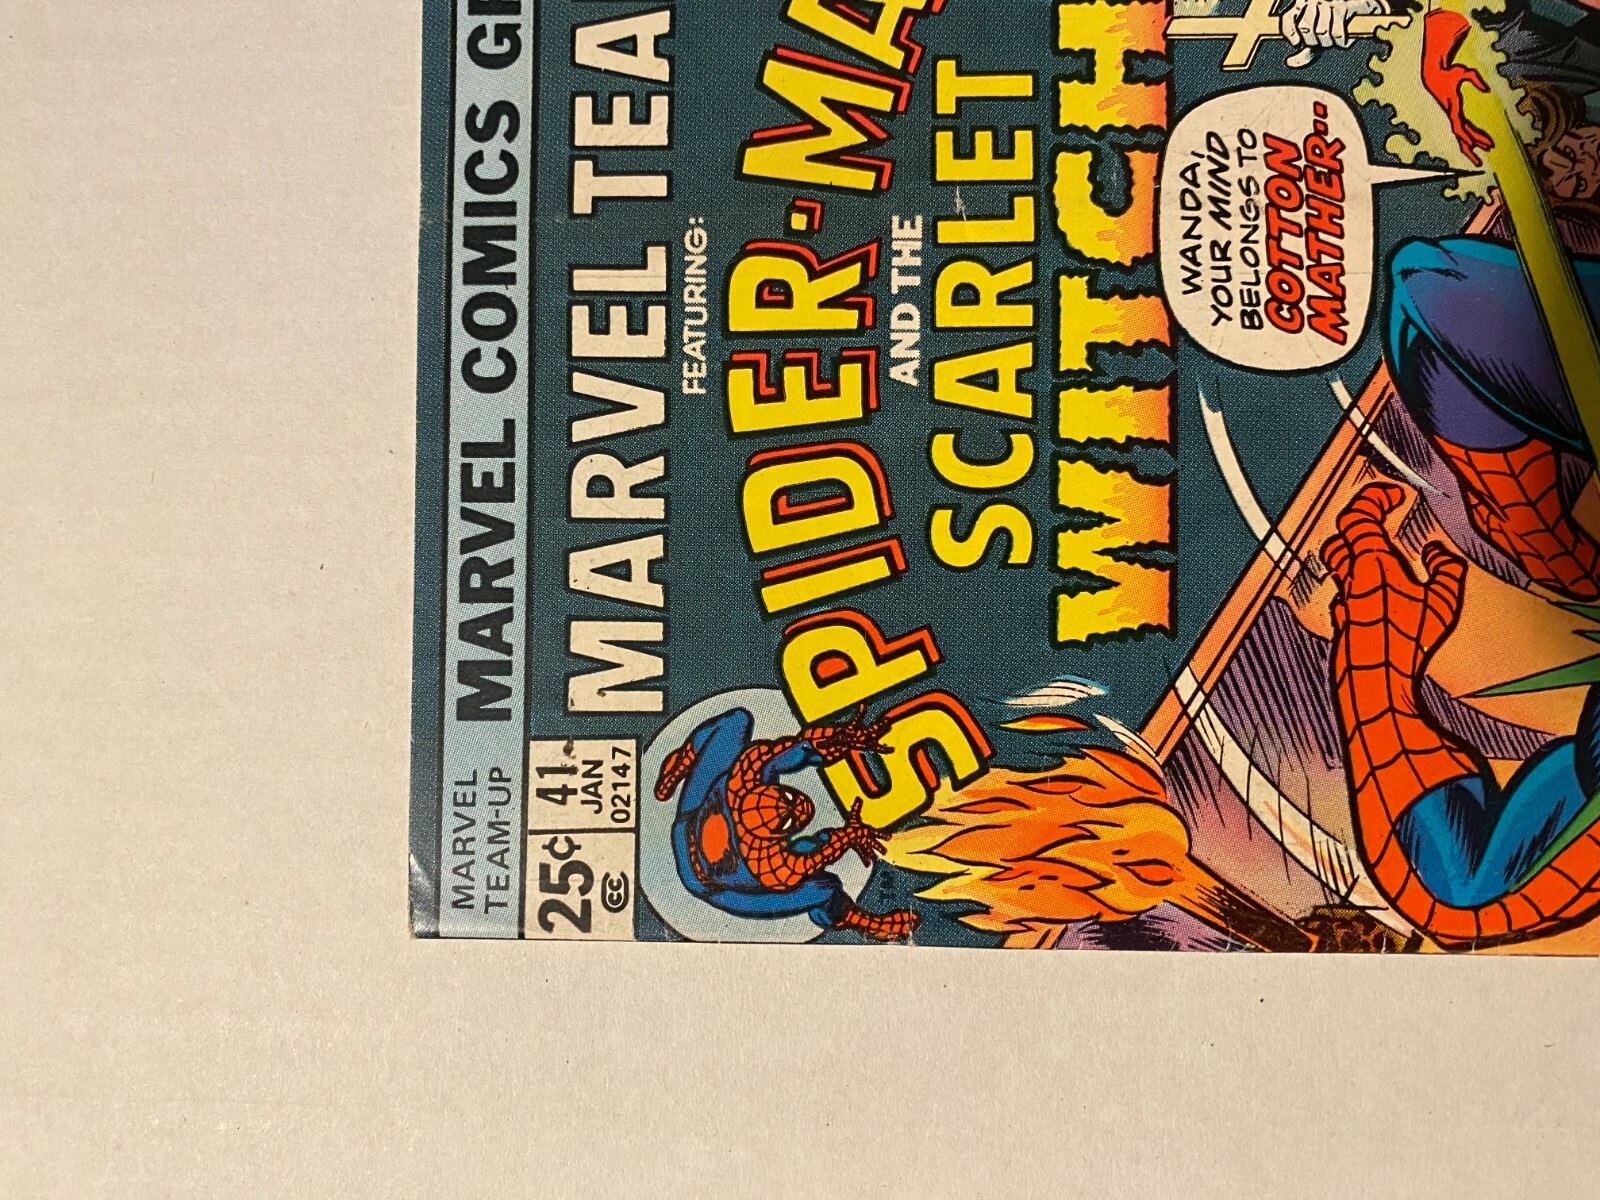 MARVEL
TEAM-UP
MARVEL COMICS
25¢
41
JAN
02147
CC
MARVEL TEA
FEATURING:
SPIDER-MA
AND THE
SCARLET
WITCH
WANDA,
YOUR MIND
BELONGS TO
COTTON
MATHER..